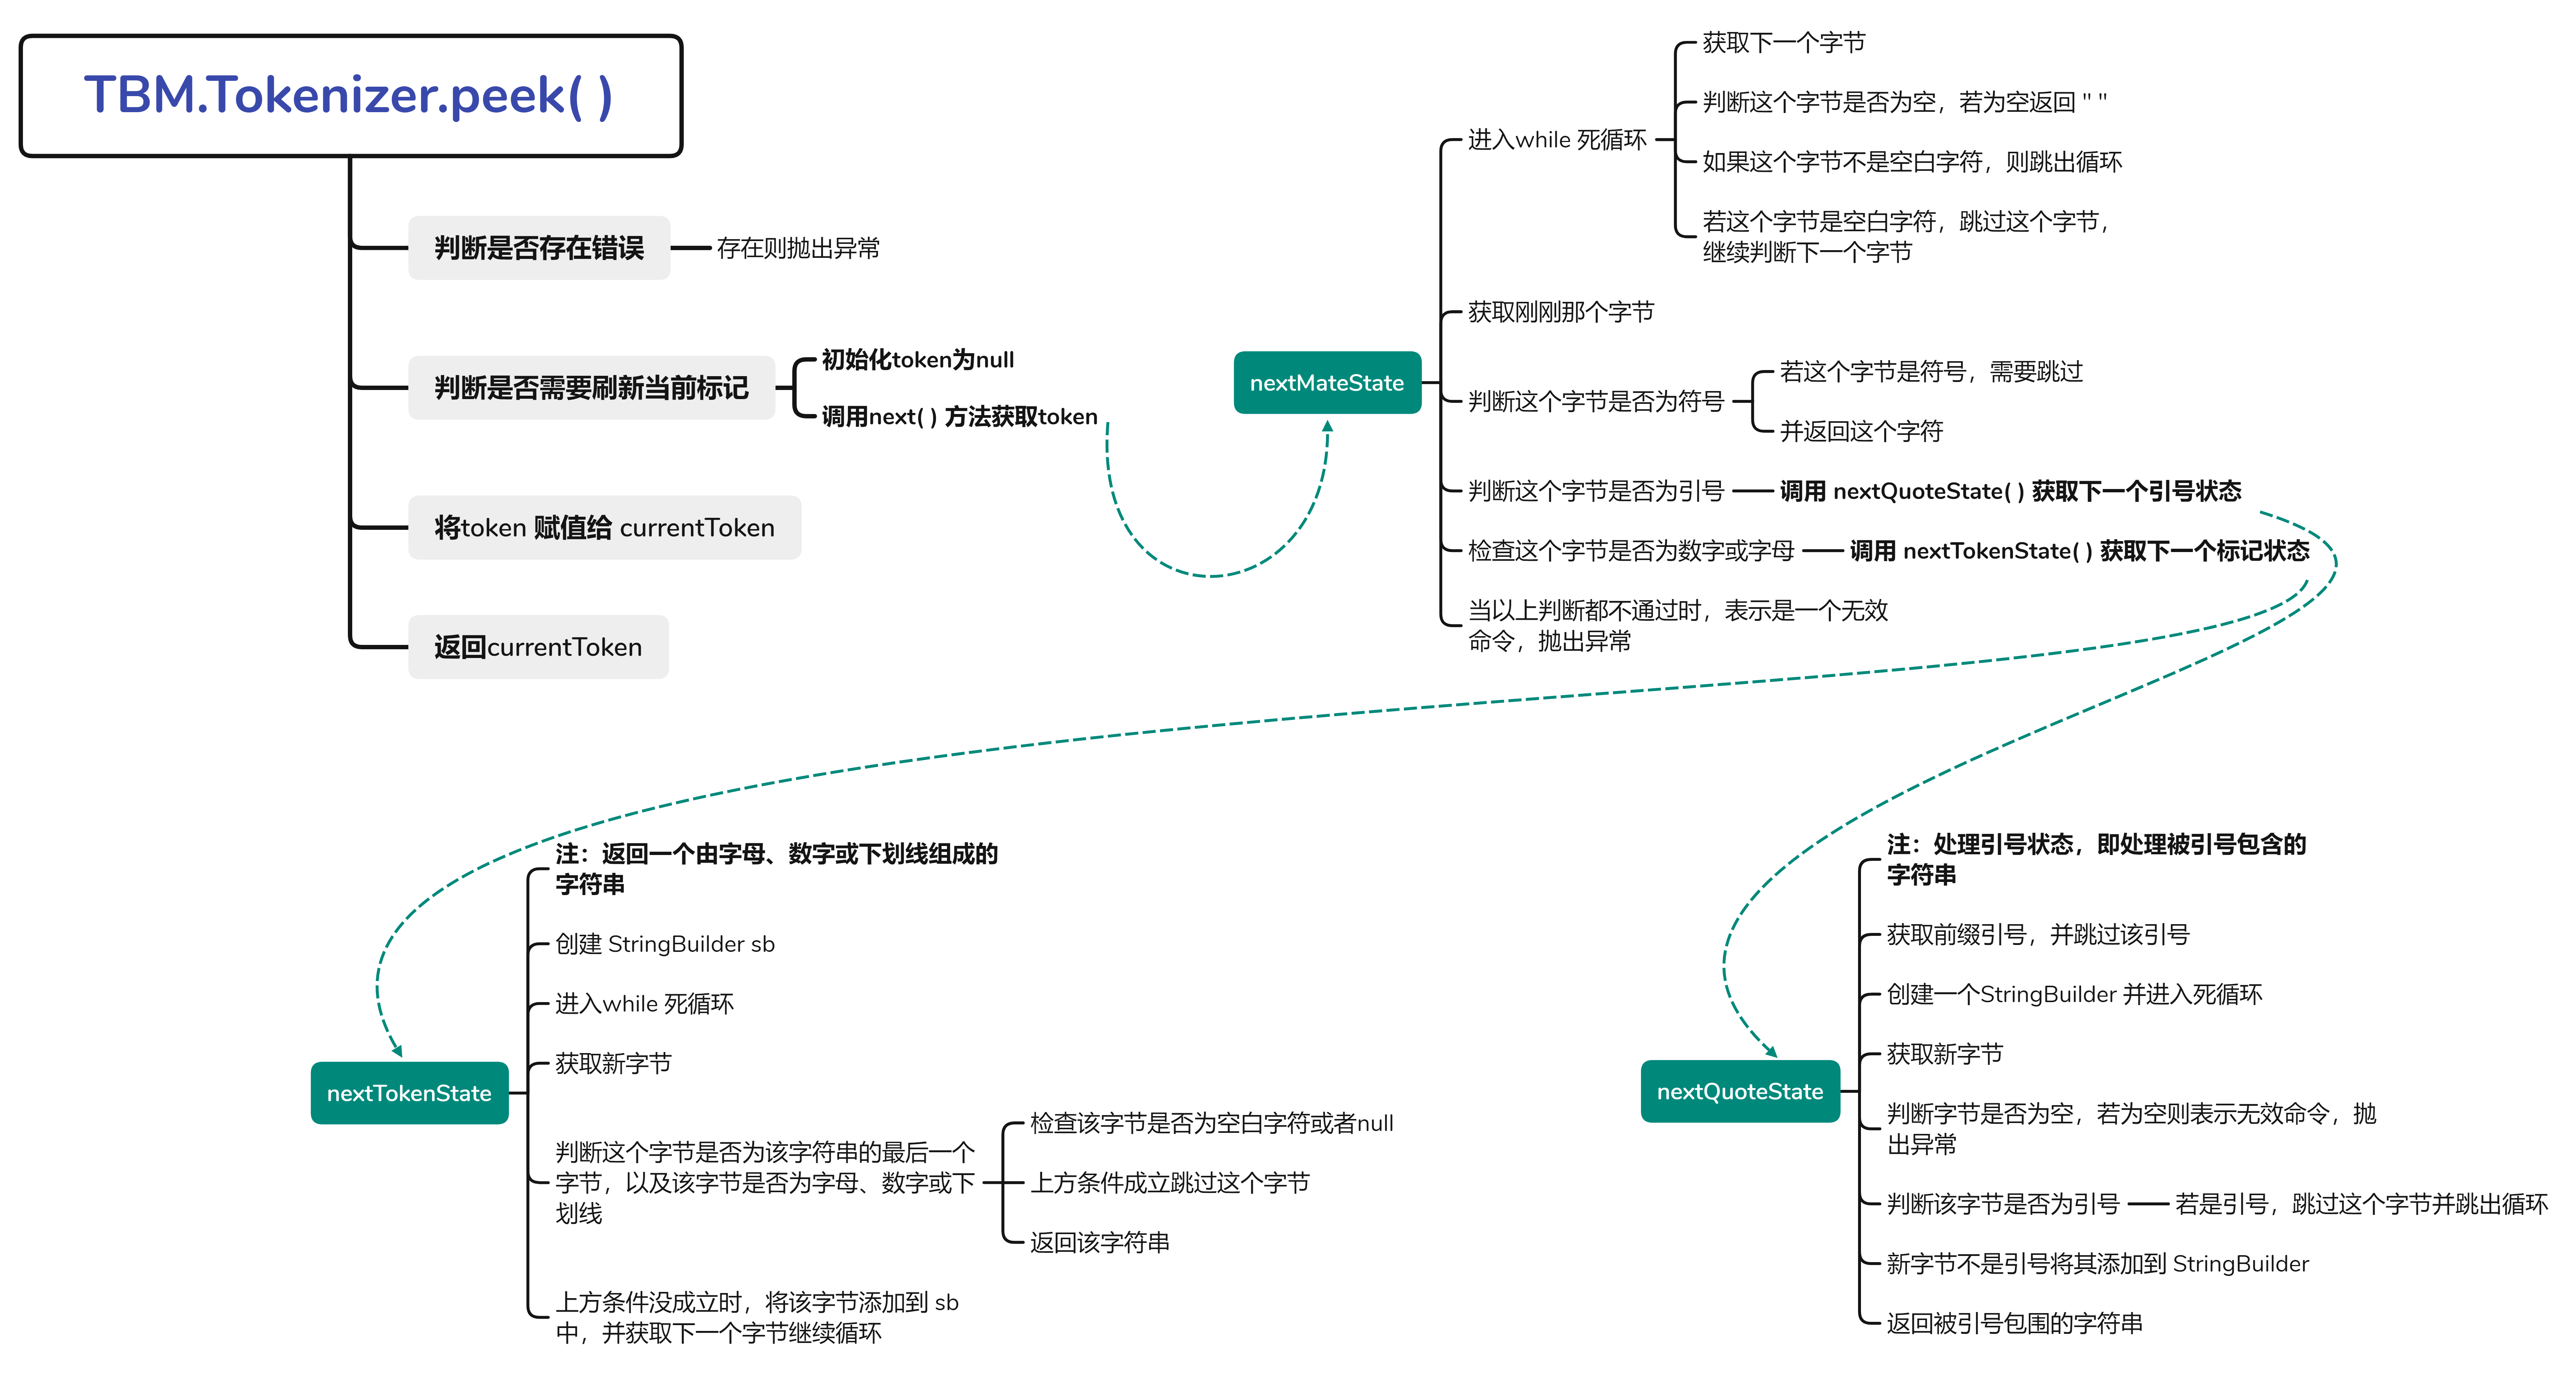 TBM.Tokenizer.peek( )
判断是否存在错误
存在则抛出异常
判断是否需要刷新当前标记
初始化token为null
调用next( ) 方法获取token
将token 赋值给 currentToken
返回currentToken
nextMateState
进入while 死循环
获取下一个字节
判断这个字节是否为空，若为空返回 " "
如果这个字节不是空白字符，则跳出循环
若这个字节是空白字符，跳过这个字节，
继续判断下一个字节
获取刚刚那个字节
判断这个字节是否为符号
若这个字节是符号，需要跳过
并返回这个字符
判断这个字节是否为引号
调用 nextQuoteState( ) 获取下一个引号状态
检查这个字节是否为数字或字母
调用 nextTokenState( ) 获取下一个标记状态
当以上判断都不通过时，表示是一个无效
命令，抛出异常
nextTokenState
注：返回一个由字母、数字或下划线组成的
字符串
创建 StringBuilder sb
进入while 死循环
获取新字节
判断这个字节是否为该字符串的最后一个
字节，以及该字节是否为字母、数字或下
划线
检查该字节是否为空白字符或者null
上方条件成立跳过这个字节
返回该字符串
上方条件没成立时，将该字节添加到 sb
中，并获取下一个字节继续循环
nextQuoteState
注：处理引号状态，即处理被引号包含的
字符串
获取前缀引号，并跳过该引号
创建一个StringBuilder 并进入死循环
获取新字节
判断字节是否为空，若为空则表示无效命令，抛
出异常
判断该字节是否为引号
若是引号，跳过这个字节并跳出循环
新字节不是引号将其添加到 StringBuilder
返回被引号包围的字符串